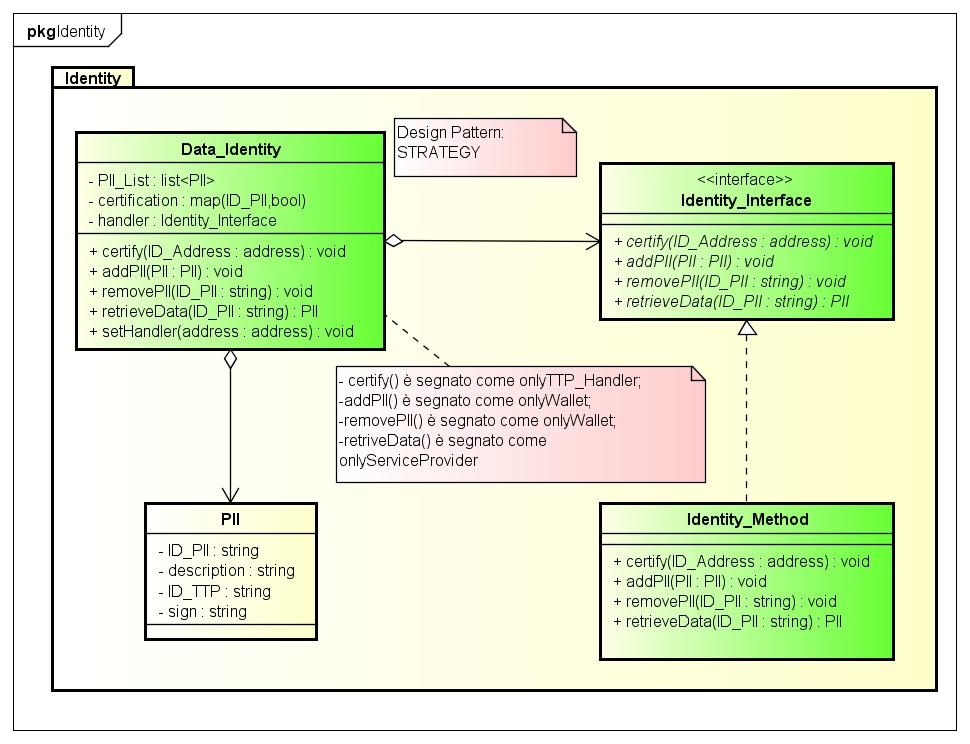 pkgIdentity
Identity
Data_Identity
- PII_List : list<PII>
- certification : map(ID_PII,bool)
- handler : Identity_Interface
+ certify(ID_Address : address) : void
+ addPII(PII : PII) : void
+ removePII(ID_PII : string) : void
+ retrieveData(ID_PII : string) : PII
+ setHandler(address : address) : void
Design Pattern:
STRATEGY
<<interface>>
Identity_Interface
+ certify(ID_Address : address) : void
+ addPII(PII : PII) : void
+ removePII(ID_PII : string) : void
+ retrieveData(ID_PII : string) : PII
- certify() è segnato come onlyTTP_Handler;
-addPII() è segnato come onlyWallet;
-removePII() è segnato come onlyWallet;
-retriveData() è segnato come
onlyServiceProvider
PII
- ID_PII : string
- description : string
- ID_TTP : string
- sign : string
Identity_Method
+ certify(ID_Address : address) : void
+ addPII(PII : PII) : void
+ removePII(ID_PII : string) : void
+ retrieveData(ID_PII : string) : PII